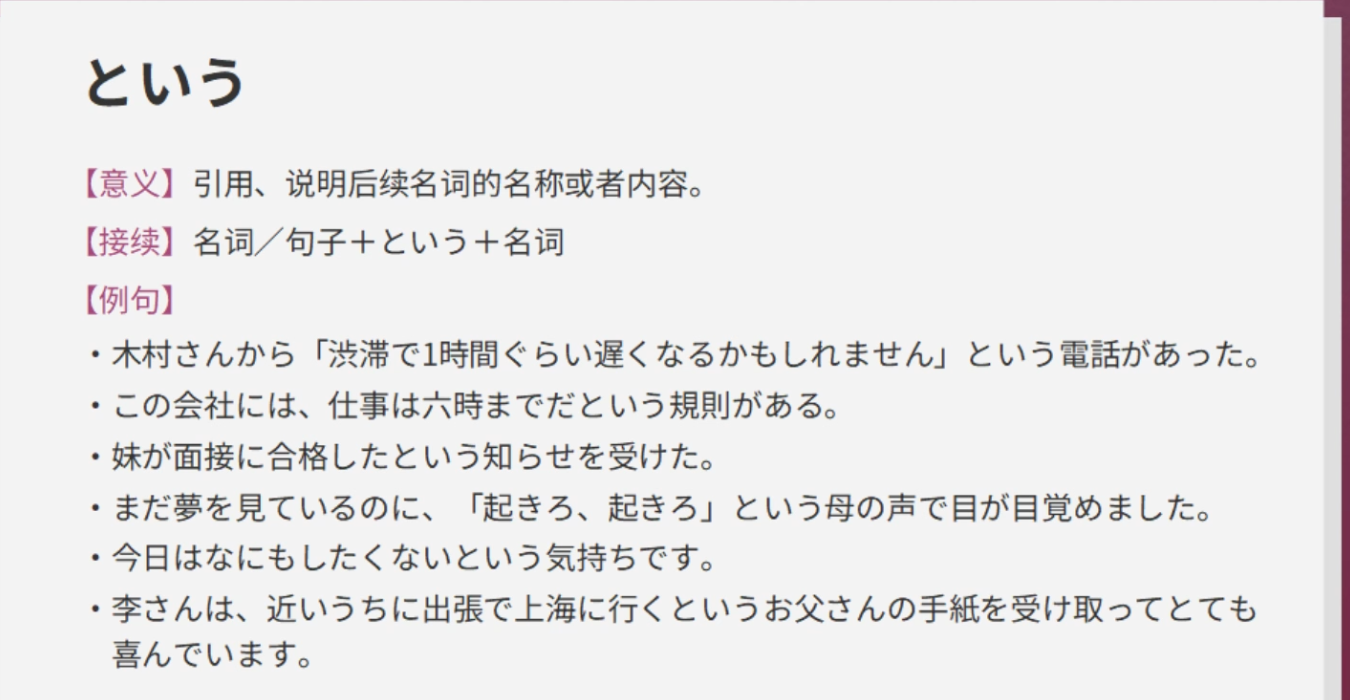 という
【意义】引用、说明后续名词的名称或者内容。
【接续】名词／句子＋という＋名词
【例句】
・木村さんから「渋滞で1時間ぐらい遅くなるかもしれません」という電話があった。
・この会社には、仕事は六時までだという規則がある。
・妹が面接に合格したという知らせを受けた。
・まだ夢を見ているのに、「起きろ、起きろ」という母の声で目が目覚めました。
・今日はなにもしたくないという気持ちです。
・李さんは、近いうちに出張で上海に行くというお父さんの手紙を受け取ってとても
喜んでいます。